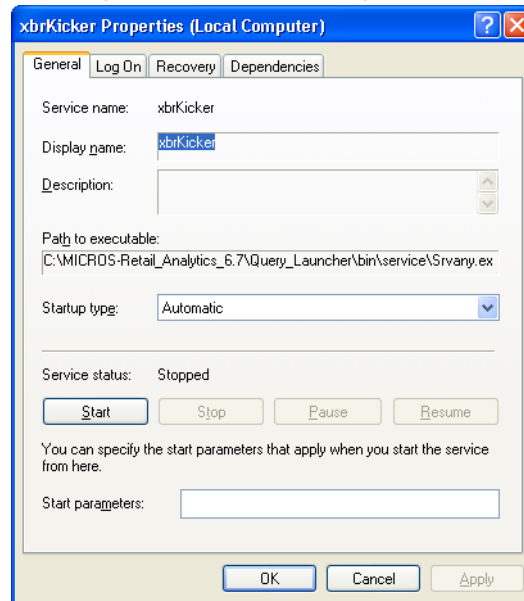 xbrKicker Properties (Local Computer)
General Log On Recovery Dependencies
Service name: xbrKicker
Display name: xbrKicker
Description:
Path to executable:
C:\MICROS-Retail_Analytics_6.7\Query_Launcher\bin\service\Srvany.ex
Startup type: Automatic
Service status: Stopped
Start Stop Pause Resume
You can specify the start parameters that apply when you start the service
from here.
Start parameters:
OK Cancel Apply